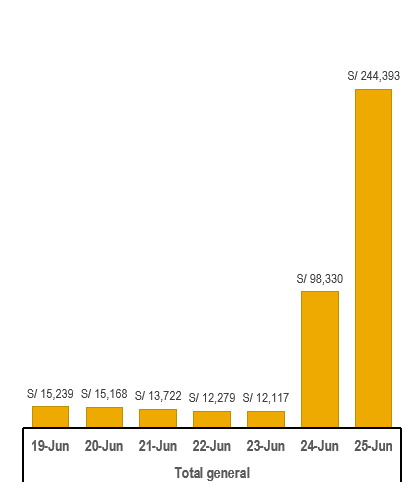 S/ 244,393
S/ 98,330
S/ 15,239 S/ 15,168 S/ 13,722 S/ 12,279 S/ 12,117
19-Jun 20-Jun 21-Jun 22-Jun 23-Jun 24-Jun 25-Jun
Total general